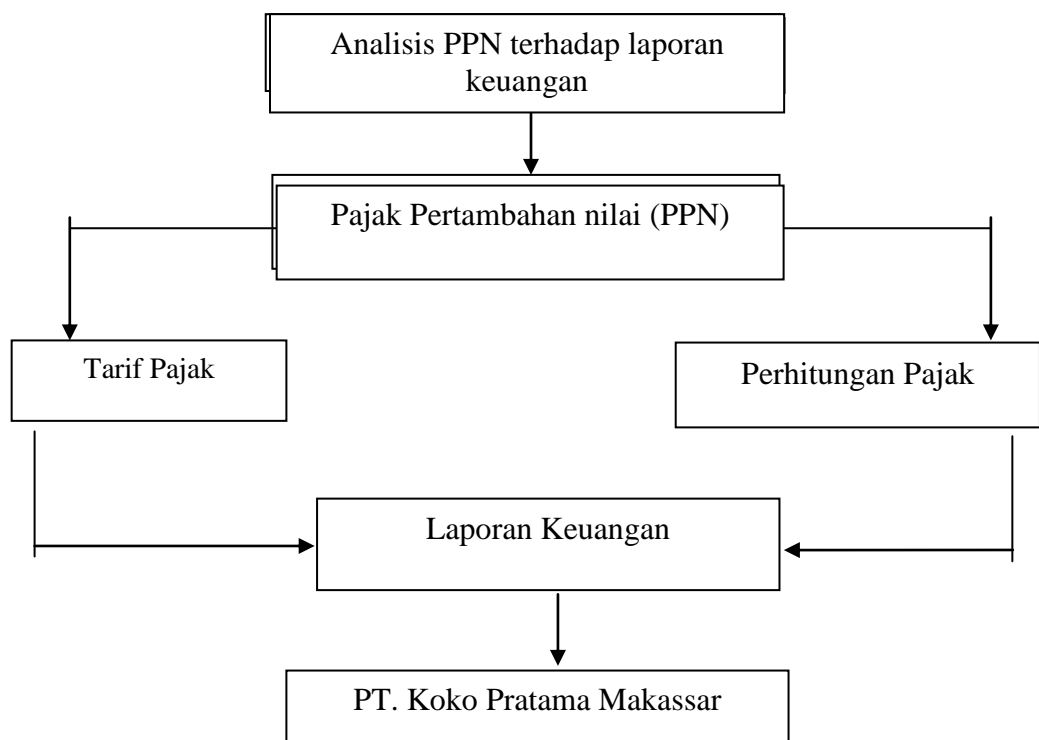 Analisis PPN terhadap laporan
keuangan
Pajak Pertambahan nilai (PPN)
Tarif Pajak
Perhitungan Pajak
Laporan Keuangan
PT. Koko Pratama Makassar